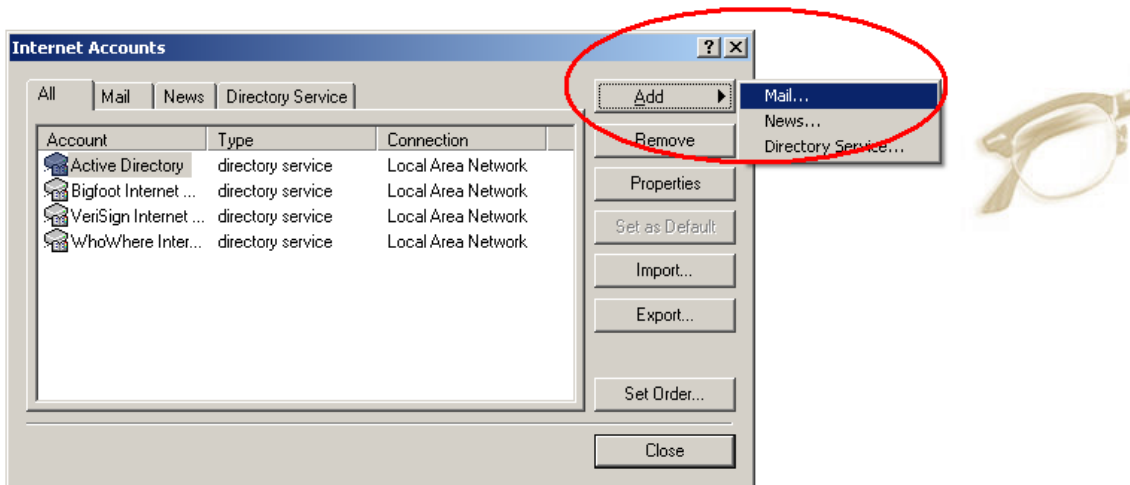 Internet Accounts
All Mail News Directory Service
Add
Mail...
News...
Directory Service...
Remove
Properties
Set as Default
Import...
Export...
Set Order...
Close
Account Type Connection
Active Directory directory service Local Area Network
Bigfoot Internet ... directory service Local Area Network
VeriSign Internet ... directory service Local Area Network
WhoWhere Inter... directory service Local Area Network